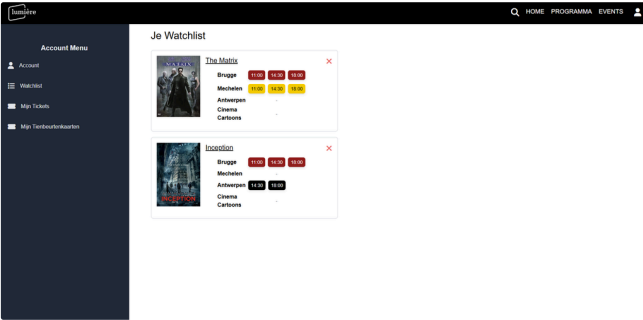 lumière
HOME PROGRAMMA EVENTS
Account Menu
Account
Watchlist
Mijn Tickets
Mijn Tienbeurtenkaarten
Je Watchlist
MATRIX
The Matrix
Brugge 11:00 14:30 18:00
Mechelen 11:00 14:30 18:00
Antwerpen -
Cinema
Cartoons -
INCEPTION
Inception
Brugge 11:00 14:30 18:00
Mechelen -
Antwerpen 14:30 18:00
Cinema
Cartoons -